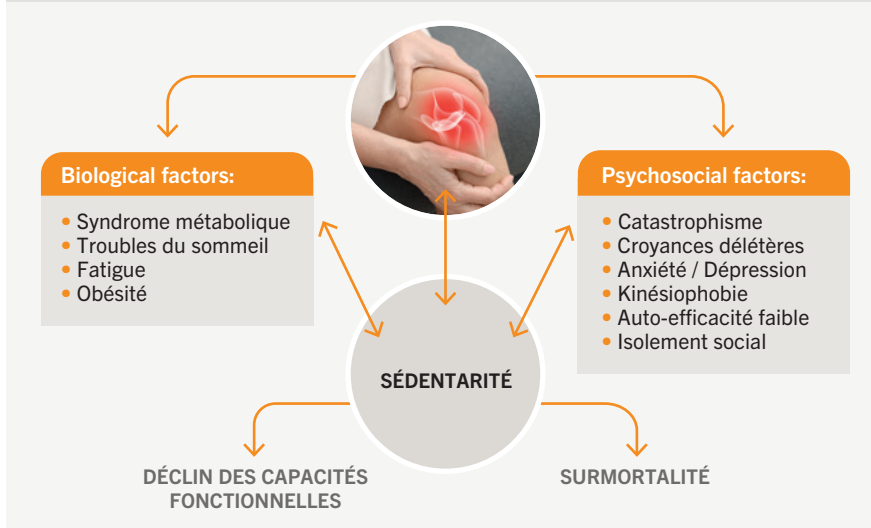 Biological factors:
• Syndrome métabolique
• Troubles du sommeil
• Fatigue
• Obésité
Psychosocial factors:
• Catastrophisme
• Croyances délétères
• Anxiété / Dépression
• Kinésiophobie
• Auto-efficacité faible
• Isolement social
SÉDENTARITÉ
DÉCLIN DES CAPACITÉS
FONCTIONNELLES
SURMORTALITÉ